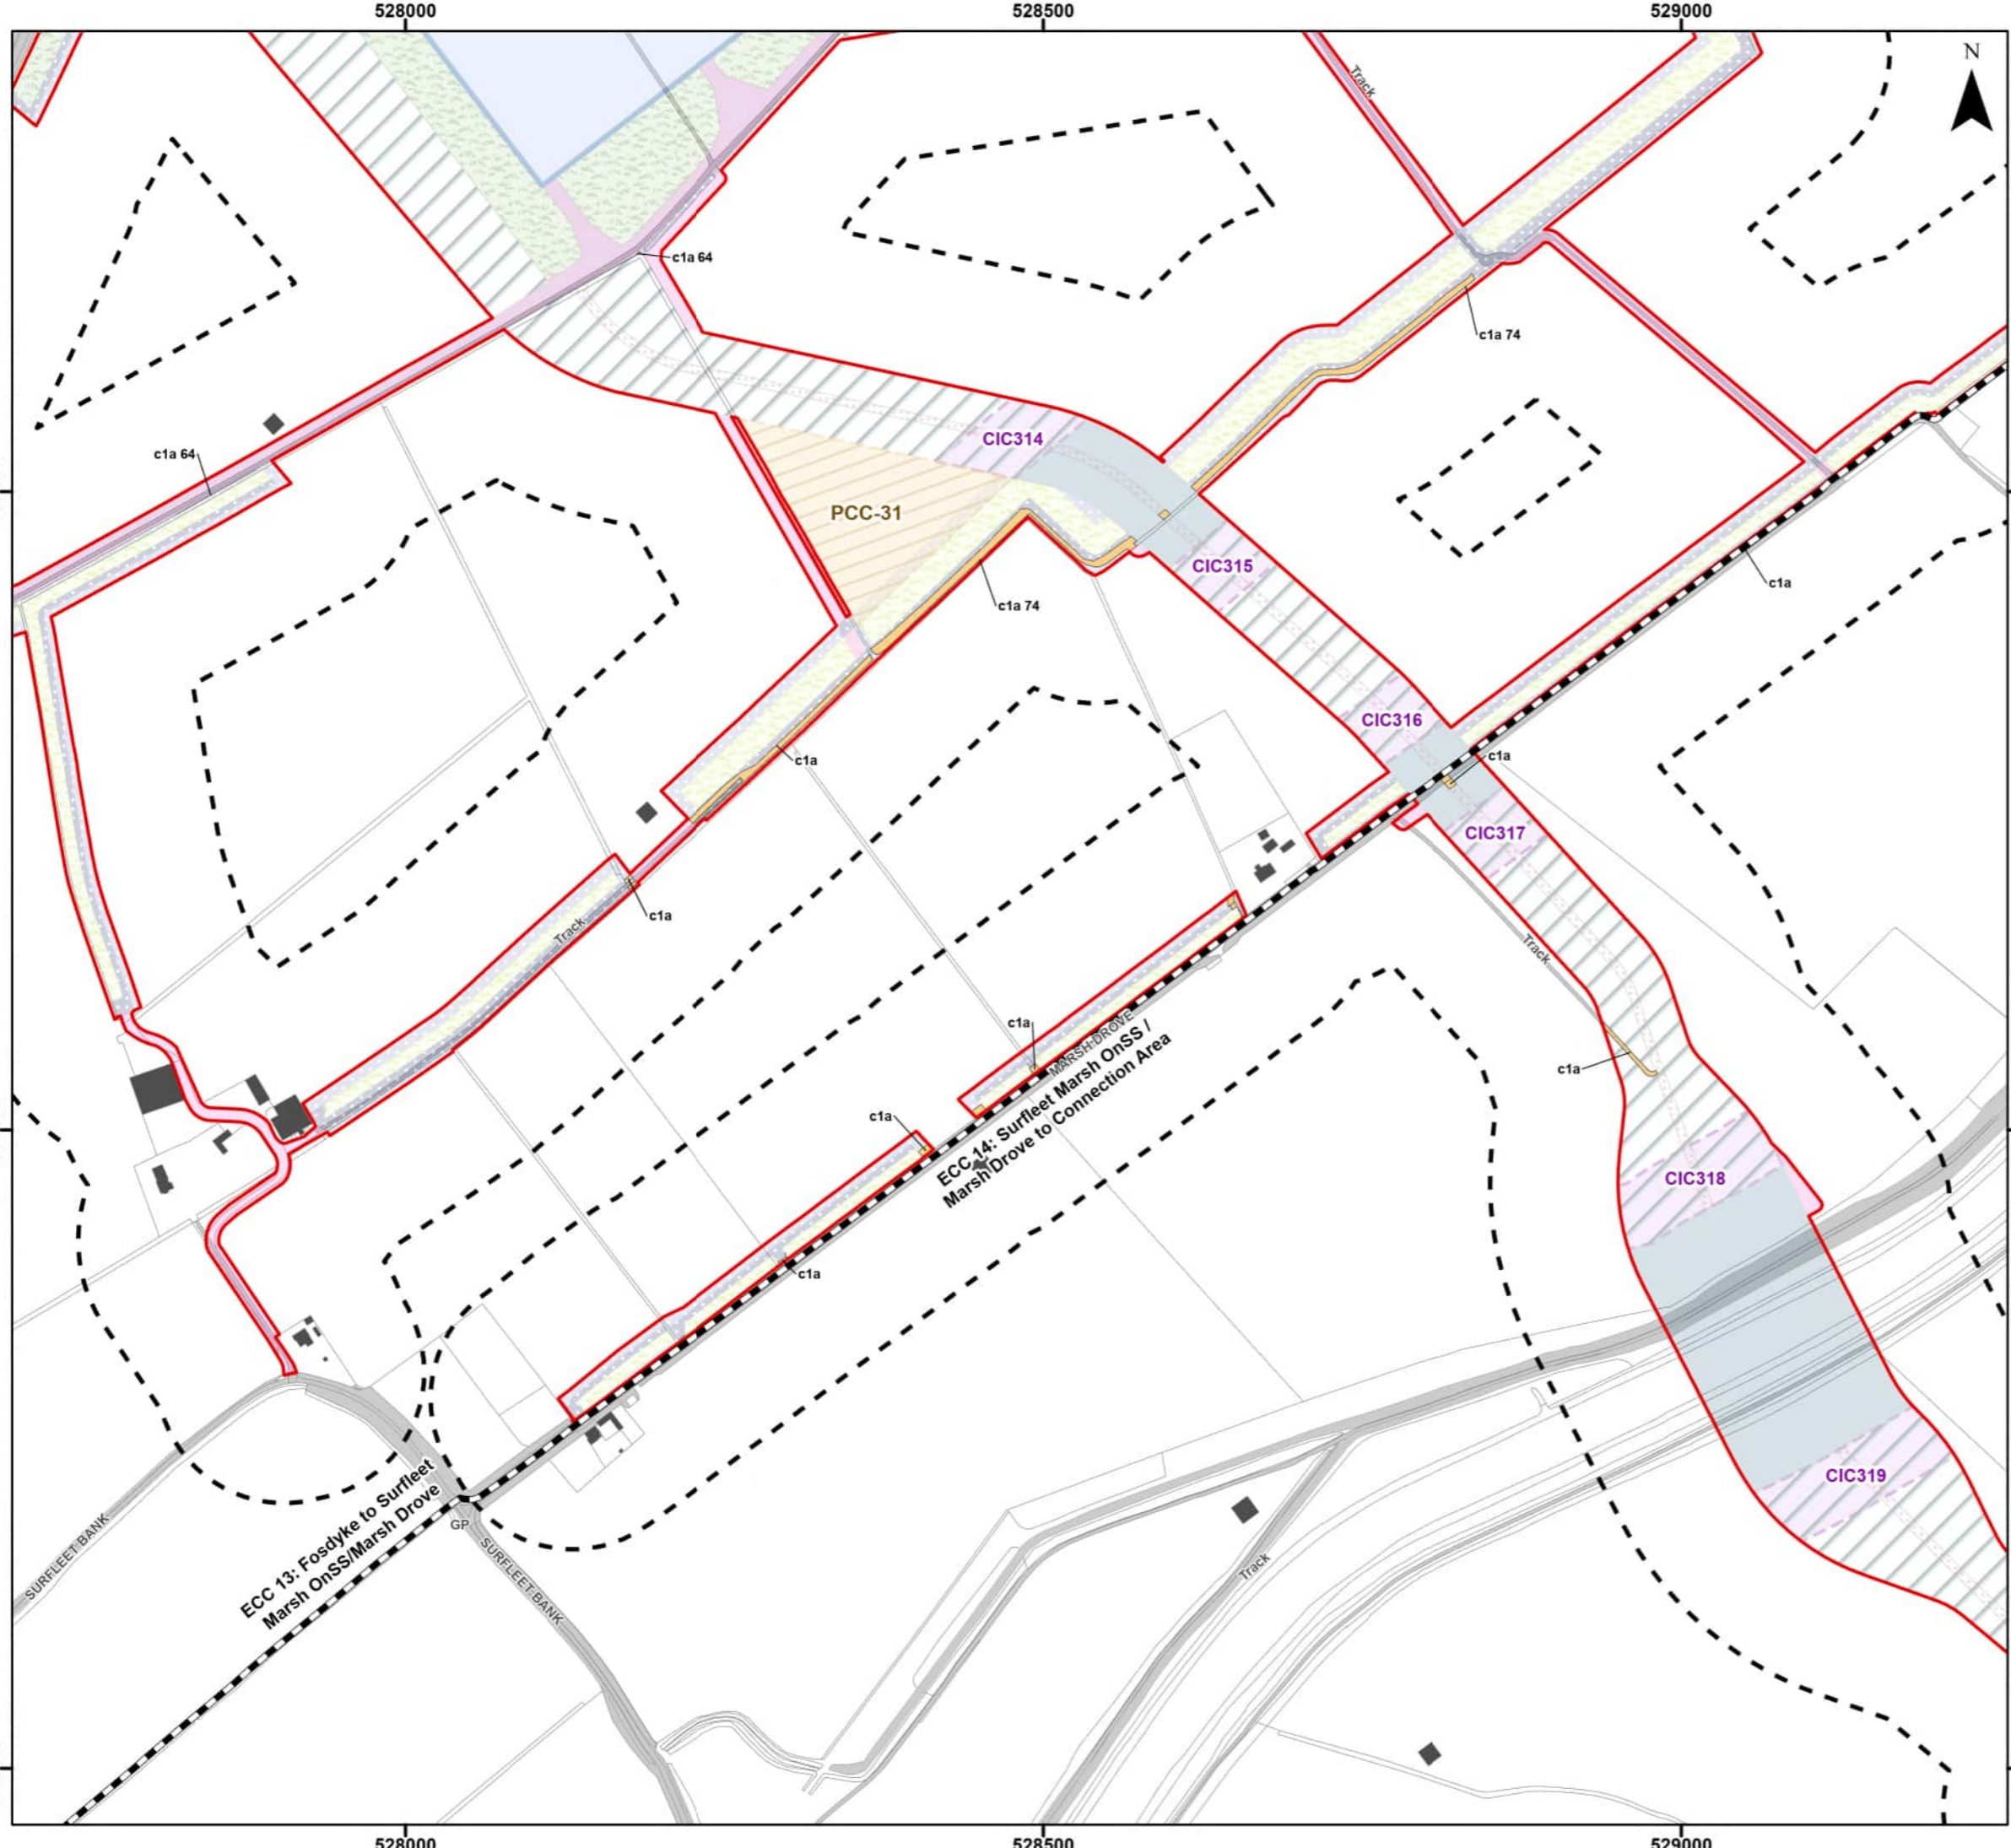 528000
528500
529000
N
Track
c1a 64
c1a 74
CIC314
c1a 64
PCC-31
CIC315
c1a
c1a 74
CIC316
c1a
c1a
CIC317
c1a
Track
Track
c1a
MARSH DROVE
c1a
ECC 14: Surfleet Marsh OnSS /
Marsh Drove to Connection Area
c1a
CIC318
c1a
CIC319
ECC 13: Fosdyke to Surfleet
Marsh OnSS/Marsh Drove
GP
SURFLEET BANK
SURFLEET BANK
Track
528000
528500
529000